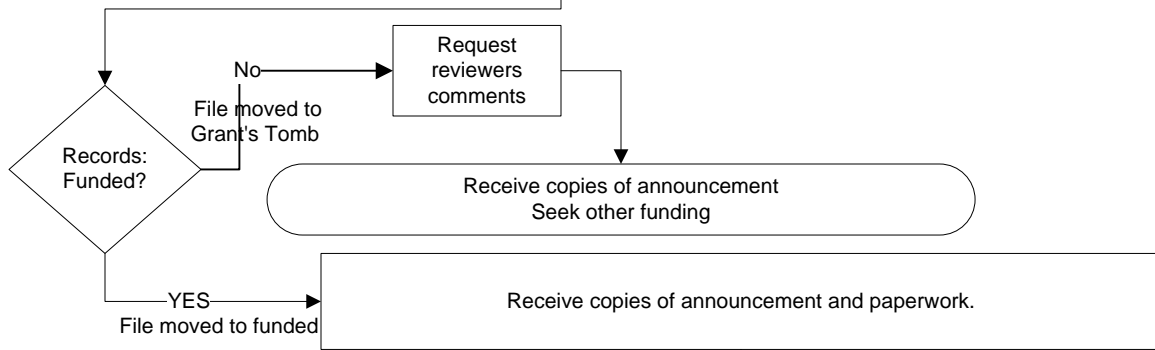 Request
reviewers
comments
No
File moved to
Grant's Tomb
Records:
Funded?
Receive copies of announcement
Seek other funding
YES
File moved to funded
Receive copies of announcement and paperwork.